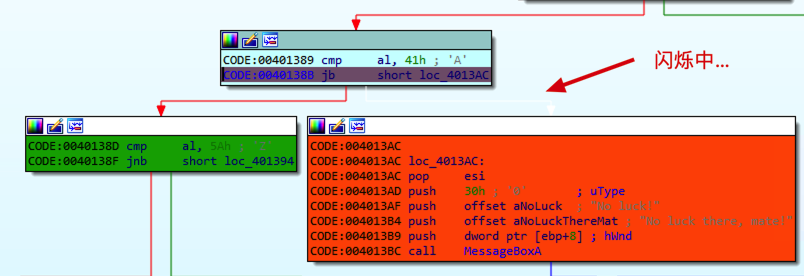 CODE:00401389 cmp al, 41h ; 'A'
CODE:0040138B jb short loc_4013AC
闪烁中...
CODE:0040138D cmp al, 5Ah ; 'Z'
CODE:0040138F jnb short loc_401394
CODE:004013AC
CODE:004013AC loc_4013AC:
CODE:004013AC pop esi
CODE:004013AD push 30h ; '0' ; uType
CODE:004013AF push offset aNoLuck ; "No luck!"
CODE:004013B4 push offset aNoLuckThereMat ; "No luck there, mate!"
CODE:004013B9 push dword ptr [ebp+8] ; hWnd
CODE:004013BC call MessageBoxA